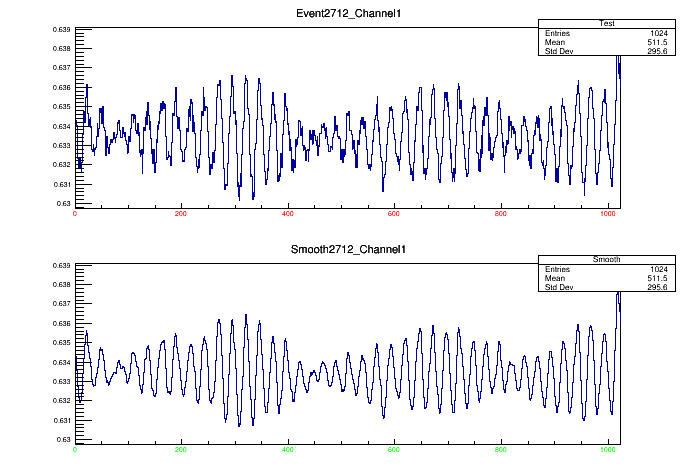 Event2712_Channel1
Test
Entries 1024
Mean 511.5
Std Dev 295.6
0.639
0.638
0.637
0.636
0.635
0.634
0.633
0.632
0.631
0.63
0 200 400 600 800 1000
Smooth2712_Channel1
Smooth
Entries 1024
Mean 511.5
Std Dev 295.6
0.639
0.638
0.637
0.636
0.635
0.634
0.633
0.632
0.631
0.63
0 200 400 600 800 1000